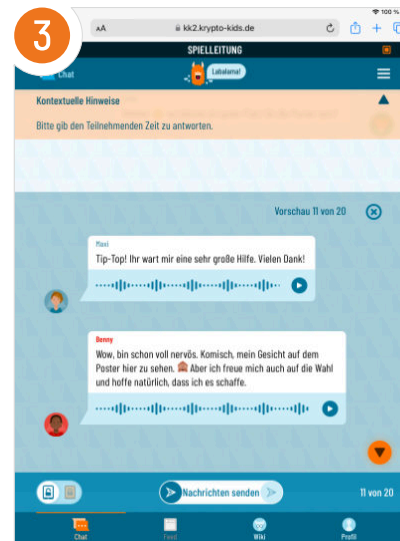 3
100 %
AA
kk2.krypto-kids.de
SPIELLEITUNG
Chat
Labalama!
Kontextuelle Hinweise
Bitte gib den Teilnehmenden Zeit zu antworten.
Vorschau 11 von 20
Maxi
Tip-Top! Ihr wart mir eine sehr große Hilfe. Vielen Dank!
Benny
Wow, bin schon voll nervös. Komisch, mein Gesicht auf dem
Poster hier zu sehen. 🙈 Aber ich freue mich auch auf die Wahl
und hoffe natürlich, dass ich es schaffe.
Nachrichten senden
11 von 20
Chat
Feed
Wiki
Profil